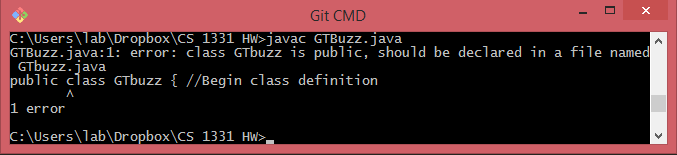 Git CMD
C:\Users\lab\Dropbox\CS 1331 HW>javac GTBuzz.java
GTBuzz.java:1: error: class GTbuzz is public, should be declared in a file named
 GTbuzz.java
public class GTbuzz { //Begin class definition
       ^
1 error
C:\Users\lab\Dropbox\CS 1331 HW>